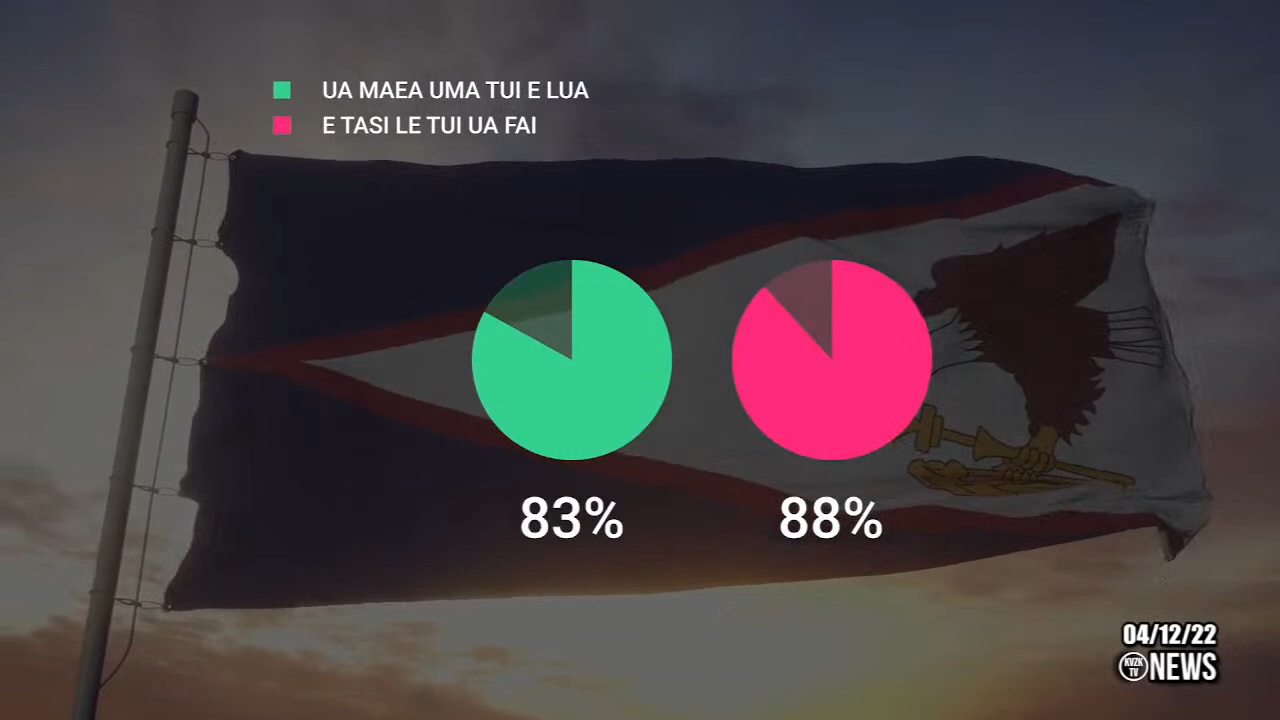 UA MAEA UMA TUI E LUA
E TASI LE TUI UA FAI
83%
88%
04/12/22
KVZK TV NEWS